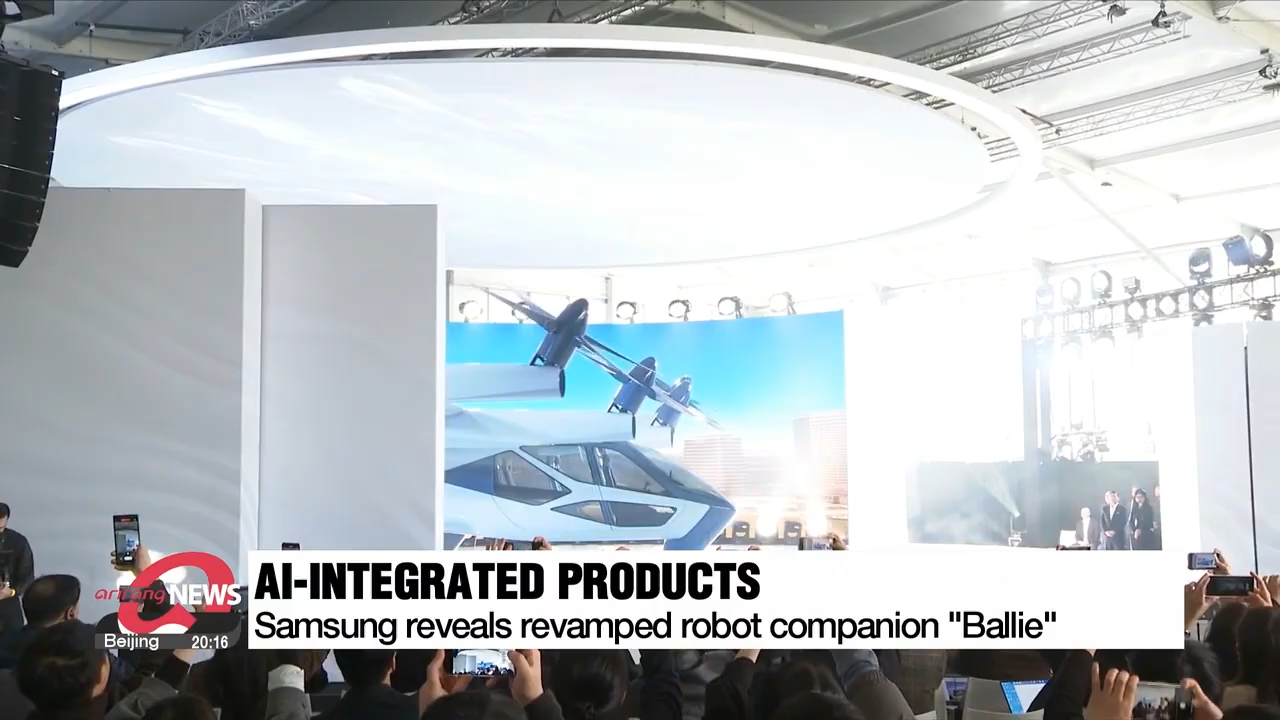 AI-INTEGRATED PRODUCTS
arirang NEWS
Samsung reveals revamped robot companion "Ballie"
Beijing 20:16